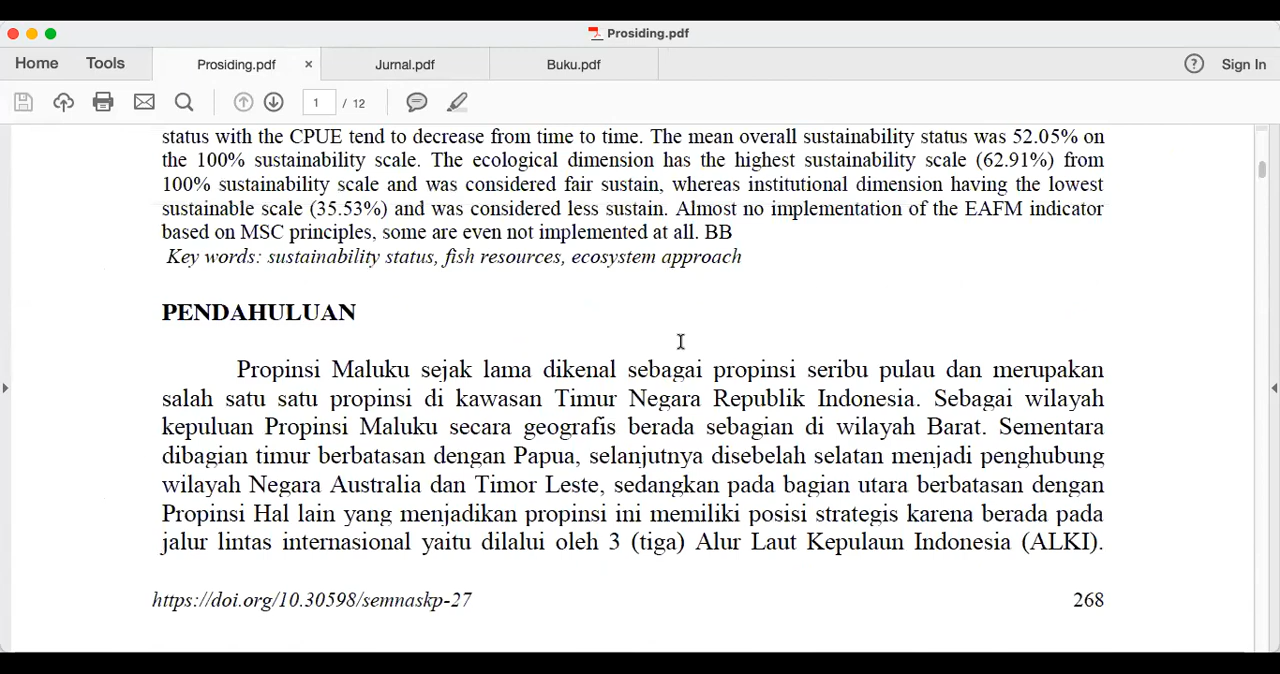 Prosiding.pdf
Home Tools Prosiding.pdf × Jurnal.pdf Buku.pdf ? Sign In
1 / 12
status with the CPUE tend to decrease from time to time. The mean overall sustainability status was 52.05% on
the 100% sustainability scale. The ecological dimension has the highest sustainability scale (62.91%) from
100% sustainability scale and was considered fair sustain, whereas institutional dimension having the lowest
sustainable scale (35.53%) and was considered less sustain. Almost no implementation of the EAFM indicator
based on MSC principles, some are even not implemented at all. BB
Key words: sustainability status, fish resources, ecosystem approach
PENDAHULUAN
Propinsi Maluku sejak lama dikenal sebagai propinsi seribu pulau dan merupakan
salah satu satu propinsi di kawasan Timur Negara Republik Indonesia. Sebagai wilayah
kepuluan Propinsi Maluku secara geografis berada sebagian di wilayah Barat. Sementara
dibagian timur berbatasan dengan Papua, selanjutnya disebelah selatan menjadi penghubung
wilayah Negara Australia dan Timor Leste, sedangkan pada bagian utara berbatasan dengan
Propinsi Hal lain yang menjadikan propinsi ini memiliki posisi strategis karena berada pada
jalur lintas internasional yaitu dilalui oleh 3 (tiga) Alur Laut Kepulaun Indonesia (ALKI).
https://doi.org/10.30598/semnaskp-27 268